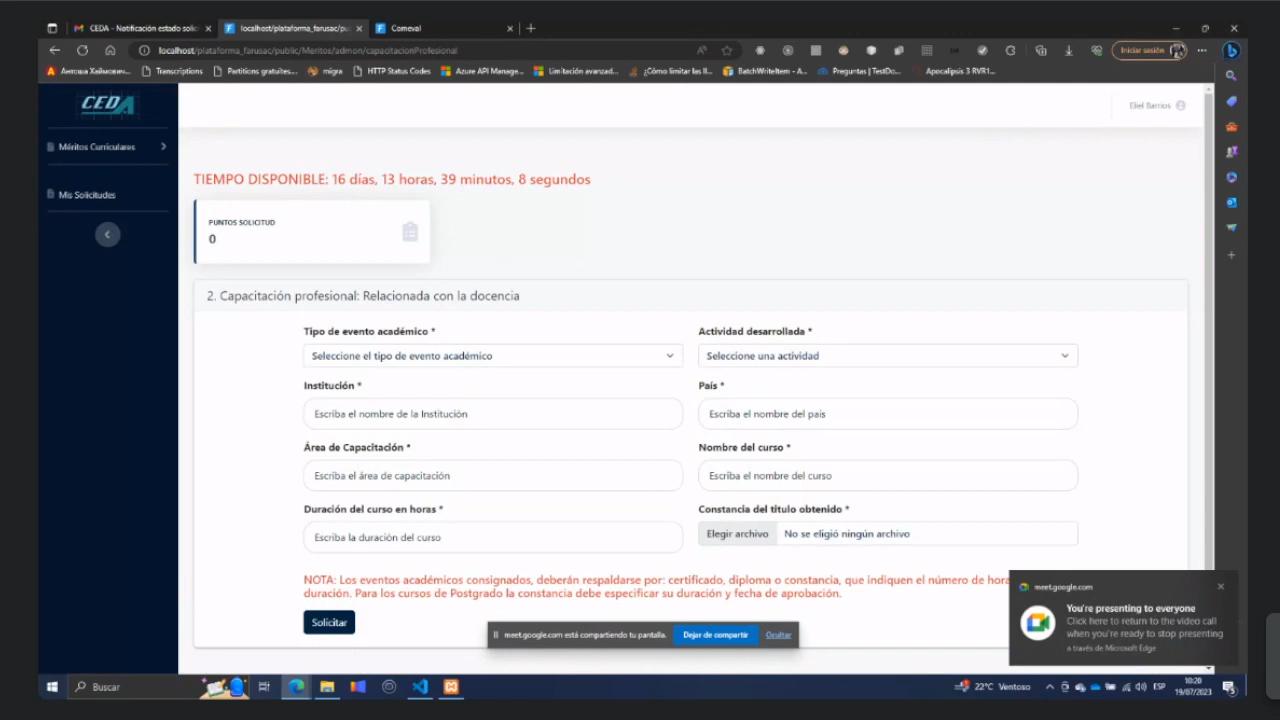 CEDA - Notificación estado solic
localhost/plataforma_farusac/pu
Comeval
localhost/plataforma_farusac/public/Meritos/admon/capacitacionProfesional
Iniciar sesión
Transcriptions
Partitions gratuites...
migra
HTTP Status Codes
Azure API Manage...
Limitación avanzad...
¿Cómo limitar las ll...
BatchWriteItem - A...
Preguntas | TestDo...
Apocalipsis 3 RVR1...
CEDA
Eliel Barrios
Méritos Curriculares
Mis Solicitudes
TIEMPO DISPONIBLE: 16 días, 13 horas, 39 minutos, 8 segundos
PUNTOS SOLICITUD
0
2. Capacitación profesional: Relacionada con la docencia
Tipo de evento académico *
Actividad desarrollada *
Seleccione el tipo de evento académico
Seleccione una actividad
Institución *
País *
Escriba el nombre de la Institución
Escriba el nombre del país
Área de Capacitación *
Nombre del curso *
Escriba el área de capacitación
Escriba el nombre del curso
Duración del curso en horas *
Constancia del titulo obtenido *
Escriba la duración del curso
Elegir archivo No se eligió ningún archivo
NOTA: Los eventos académicos consignados, deberán respaldarse por: certificado, diploma o constancia, que indiquen el número de hora
duración. Para los cursos de Postgrado la constancia debe especificar su duración y fecha de aprobación.
Solicitar
meet.google.com está compartiendo tu pantalla.
Dejar de compartir
Ocultar
meet.google.com
You're presenting to everyone
Click here to return to the video call
when you're ready to stop presenting
a través de Microsoft Edge
Buscar
22°C Ventoso
ESP
10:20
19/07/2023